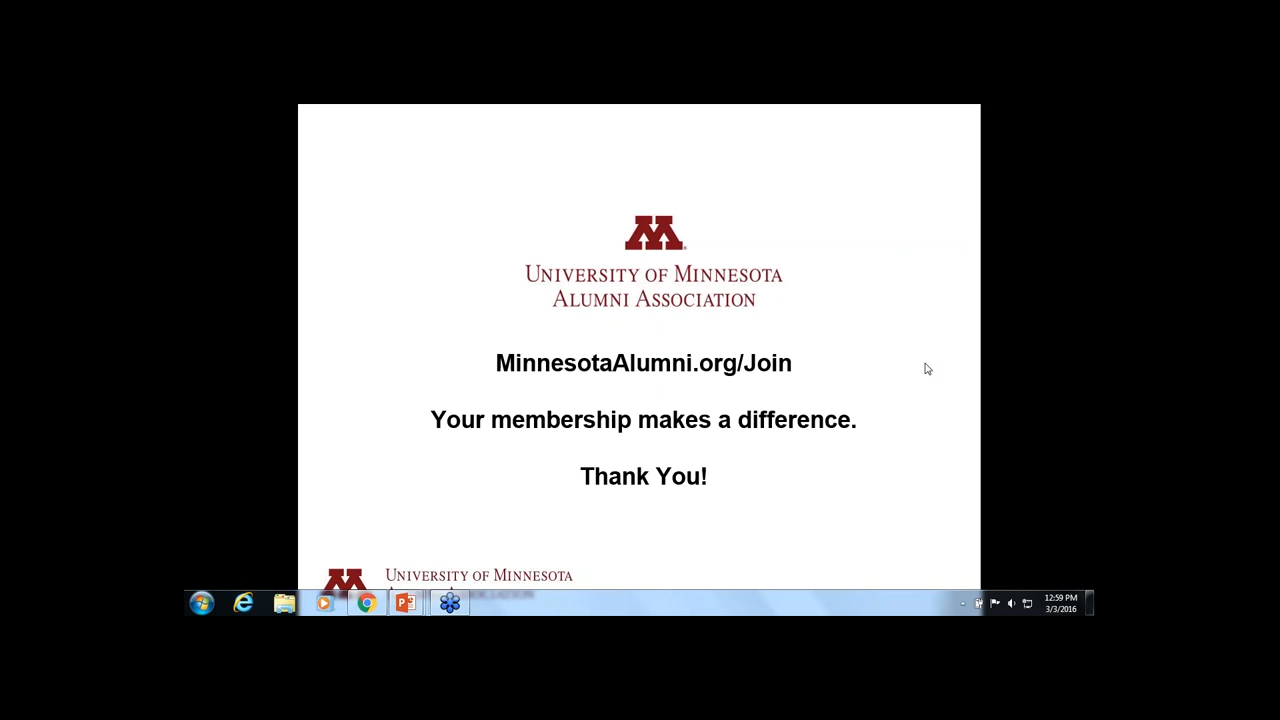 M
UNIVERSITY OF MINNESOTA
ALUMNI ASSOCIATION
MinnesotaAlumni.org/Join
Your membership makes a difference.
Thank You!
M
UNIVERSITY OF MINNESOTA
12:59 PM
3/3/2016